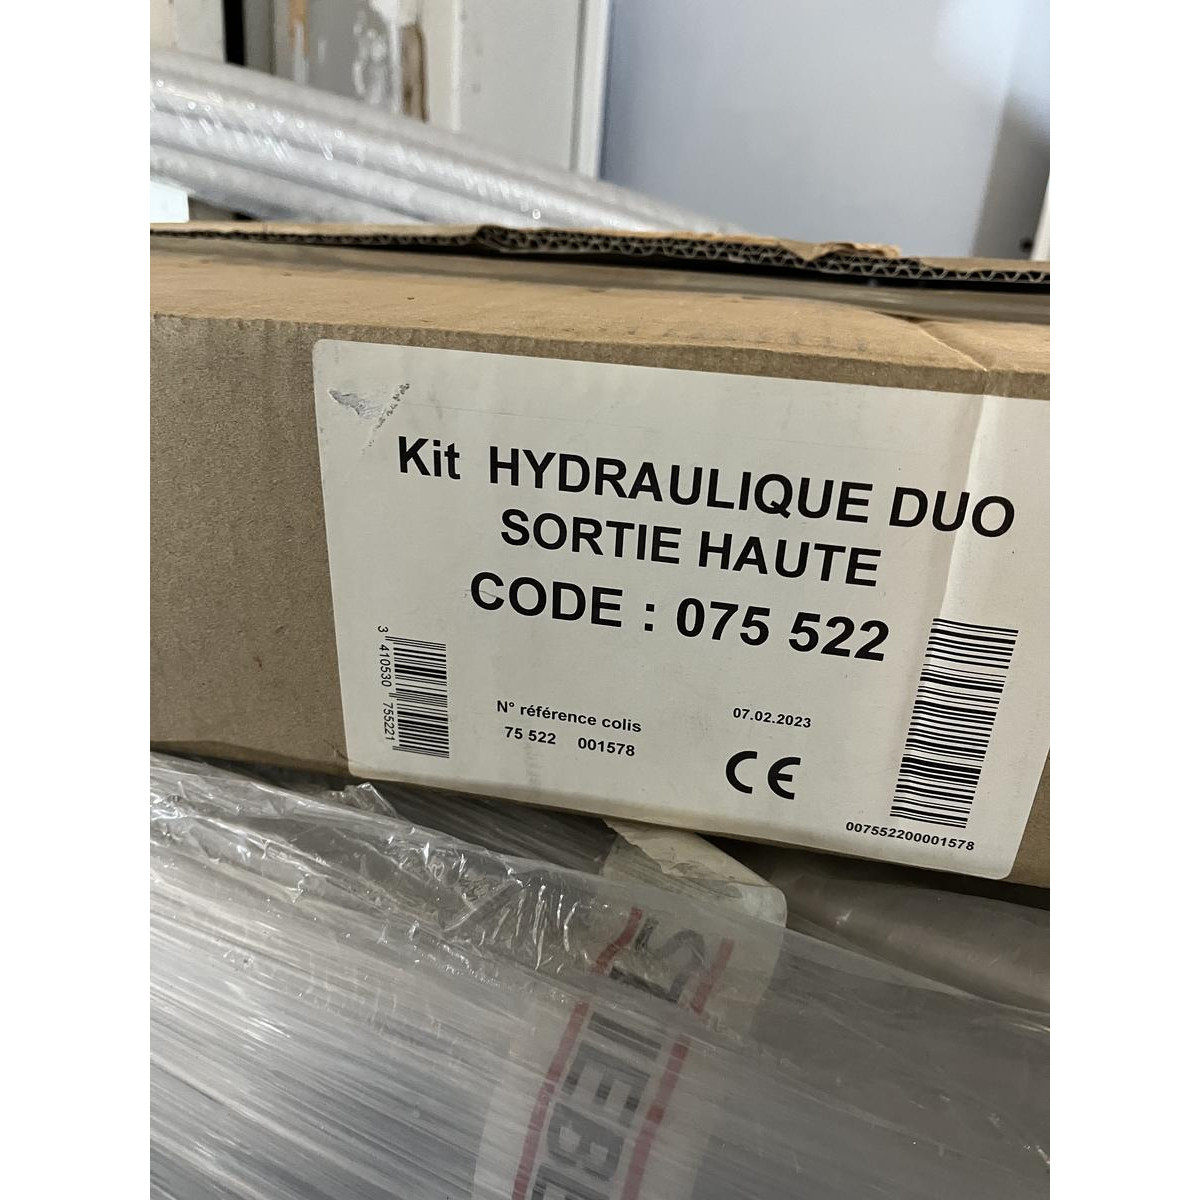 Kit HYDRAULIQUE DUO
SORTIE HAUTE
CODE : 075 522
3 410530 755221
N° référence colis
75 522 001578
07.02.2023
CE
007552200001578
STIEBE